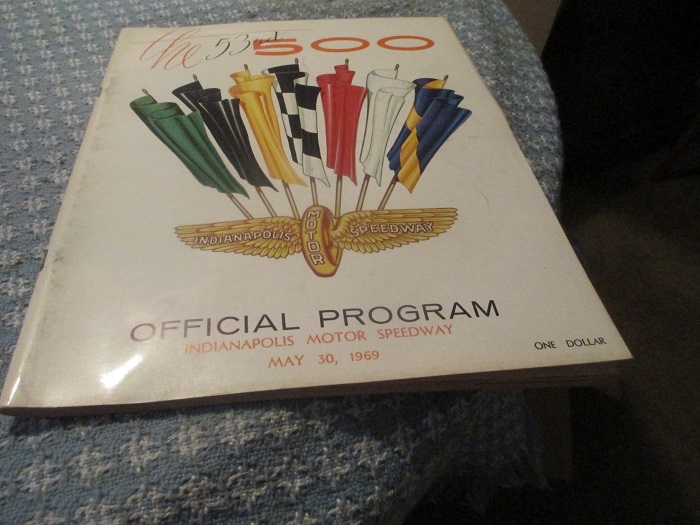 the 53rd 500
INDIANAPOLIS MOTOR SPEEDWAY
OFFICIAL PROGRAM
INDIANAPOLIS MOTOR SPEEDWAY
MAY 30, 1969
ONE DOLLAR